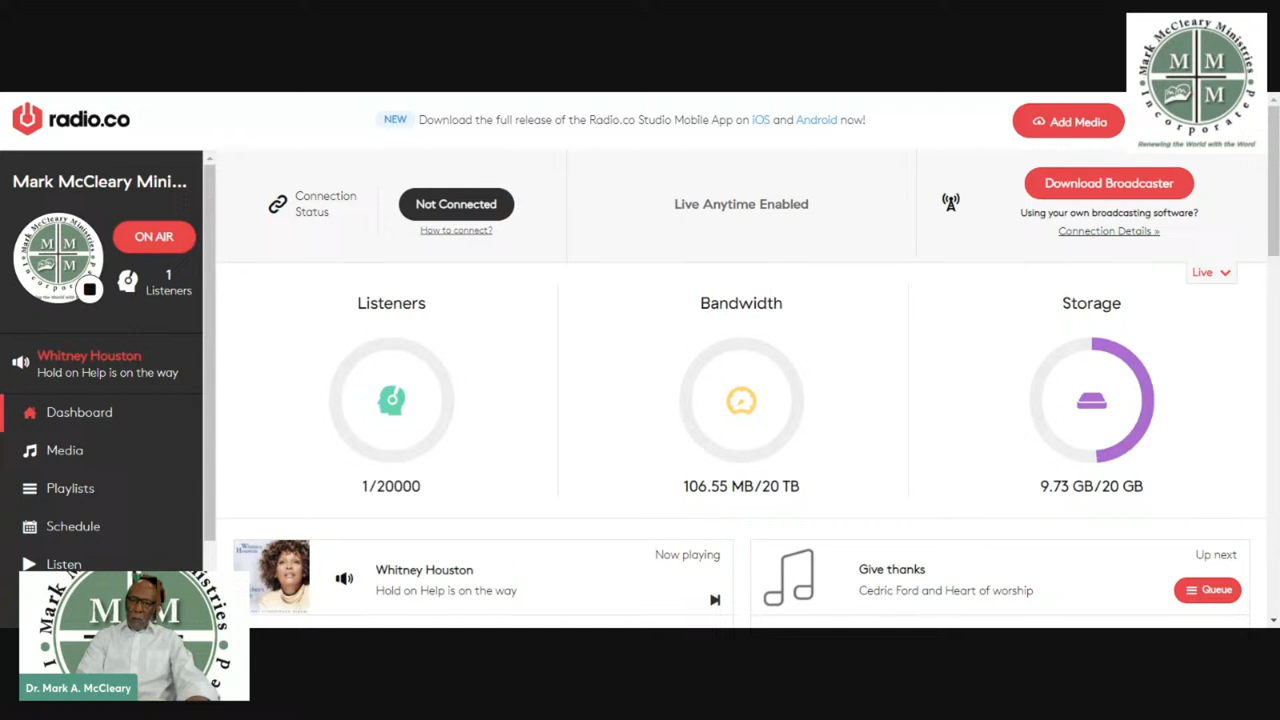 Mark McCleary Ministries
Incorporated
M M
M
Renewing the World with the Word
radio.co
NEW Download the full release of the Radio.co Studio Mobile App on iOS and Android now!
Add Media
Mark McCleary Mini...
ON AIR
1
Listeners
Whitney Houston
Hold on Help is on the way
Dashboard
Media
Playlists
Schedule
Listen
Connection
Status
Not Connected
How to connect?
Live Anytime Enabled
Download Broadcaster
Using your own broadcasting software?
Connection Details »
Live
Listeners
1/20000
Bandwidth
106.55 MB/20 TB
Storage
9.73 GB/20 GB
Now playing
Whitney Houston
Hold on Help is on the way
Up next
Give thanks
Cedric Ford and Heart of worship
Queue
Dr. Mark A. McCleary